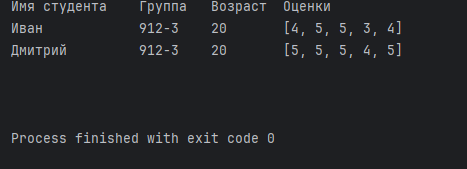 Имя студента    Группа   Возраст  Оценки
Иван            912-3    20       [4, 5, 5, 3, 4]
Дмитрий         912-3    20       [5, 5, 5, 4, 5]
Process finished with exit code 0